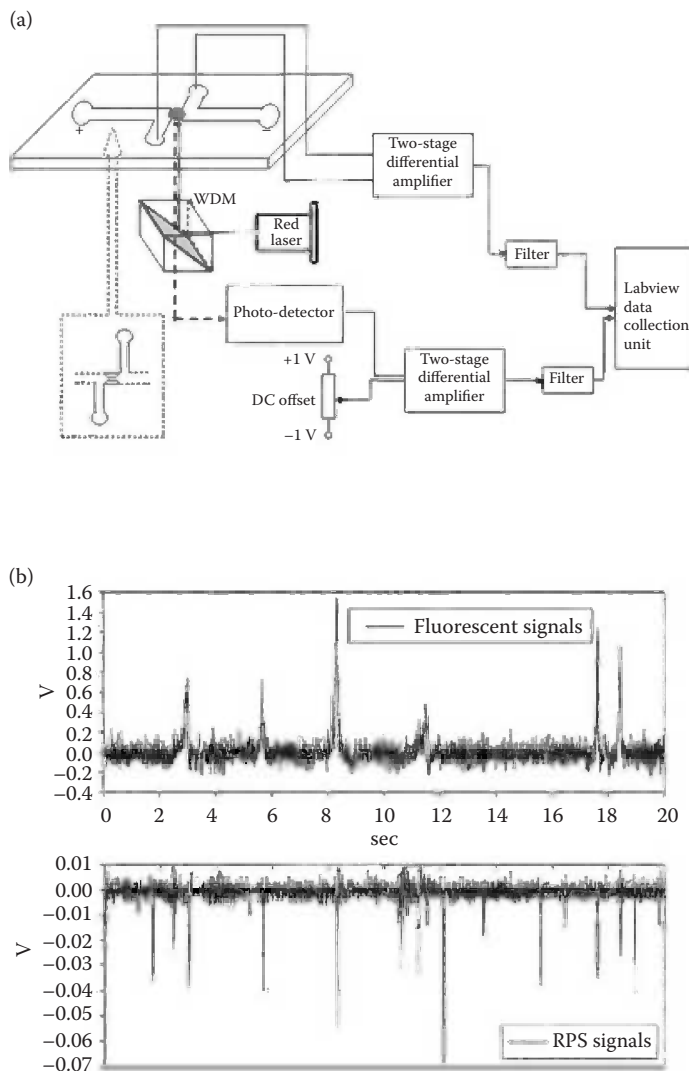 (a)
+
–
WDM
Red
laser
Two-stage
differential
amplifier
Filter
Labview
data
collection
unit
Photo-detector
+1 V
DC offset
–1 V
Two-stage
differential
amplifier
Filter
(b)
1.6
1.4
1.2
1.0
0.8
0.6
0.4
0.2
0.0
–0.2
–0.4
V
Fluorescent signals
0 2 4 6 8 10 12 14 16 18 20
sec
0.01
0.00
–0.01
–0.02
–0.03
–0.04
–0.05
–0.06
–0.07
V
RPS signals